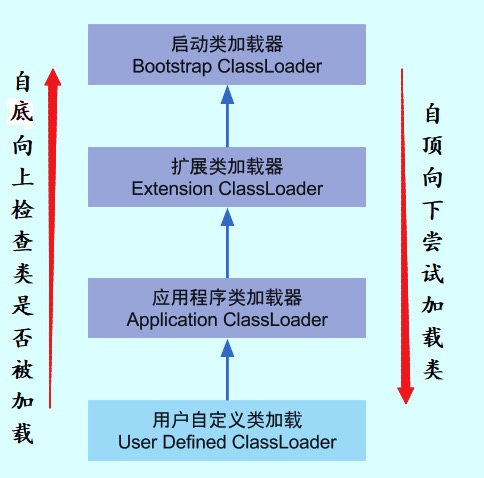 自底向上检查类是否被加载
启动类加载器
Bootstrap ClassLoader
扩展类加载器
Extension ClassLoader
应用程序类加载器
Application ClassLoader
用户自定义类加载
User Defined ClassLoader
自顶向下尝试加载类